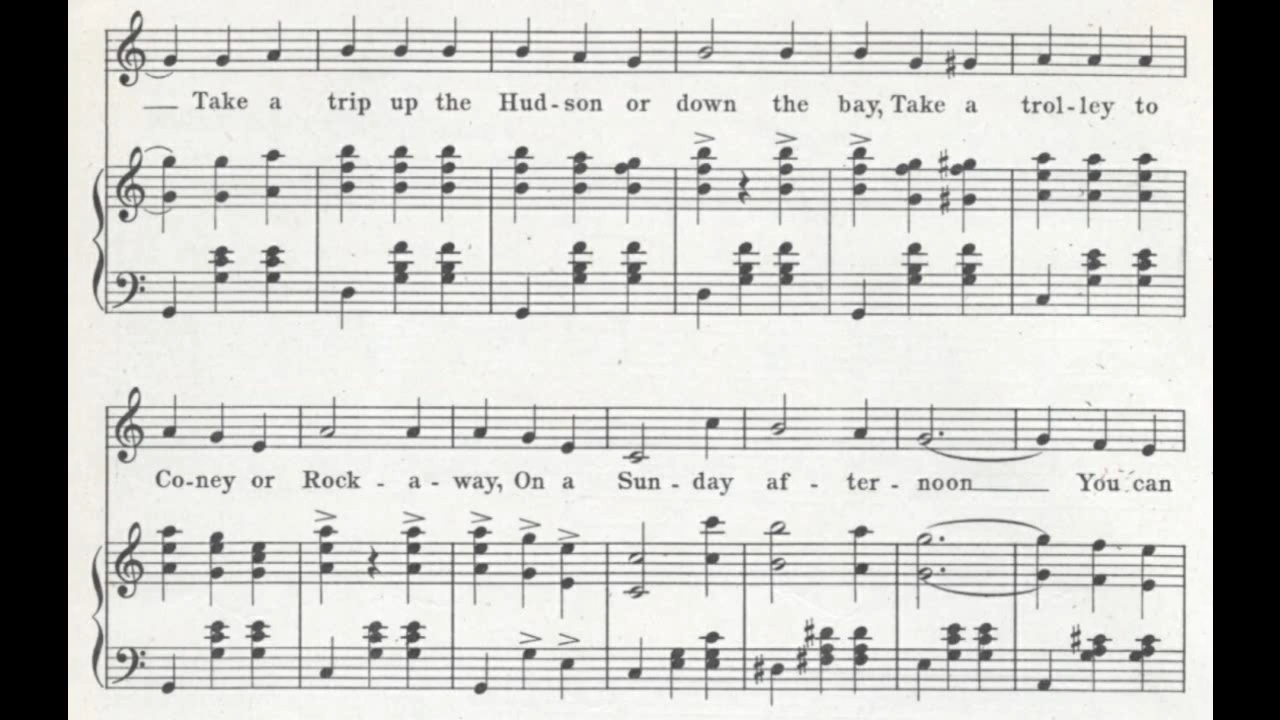 Take a trip up the Hud-son or down the bay, Take a trol-ley to
Co-ney or Rock - a - way, On a Sun - day af - ter - noon You can